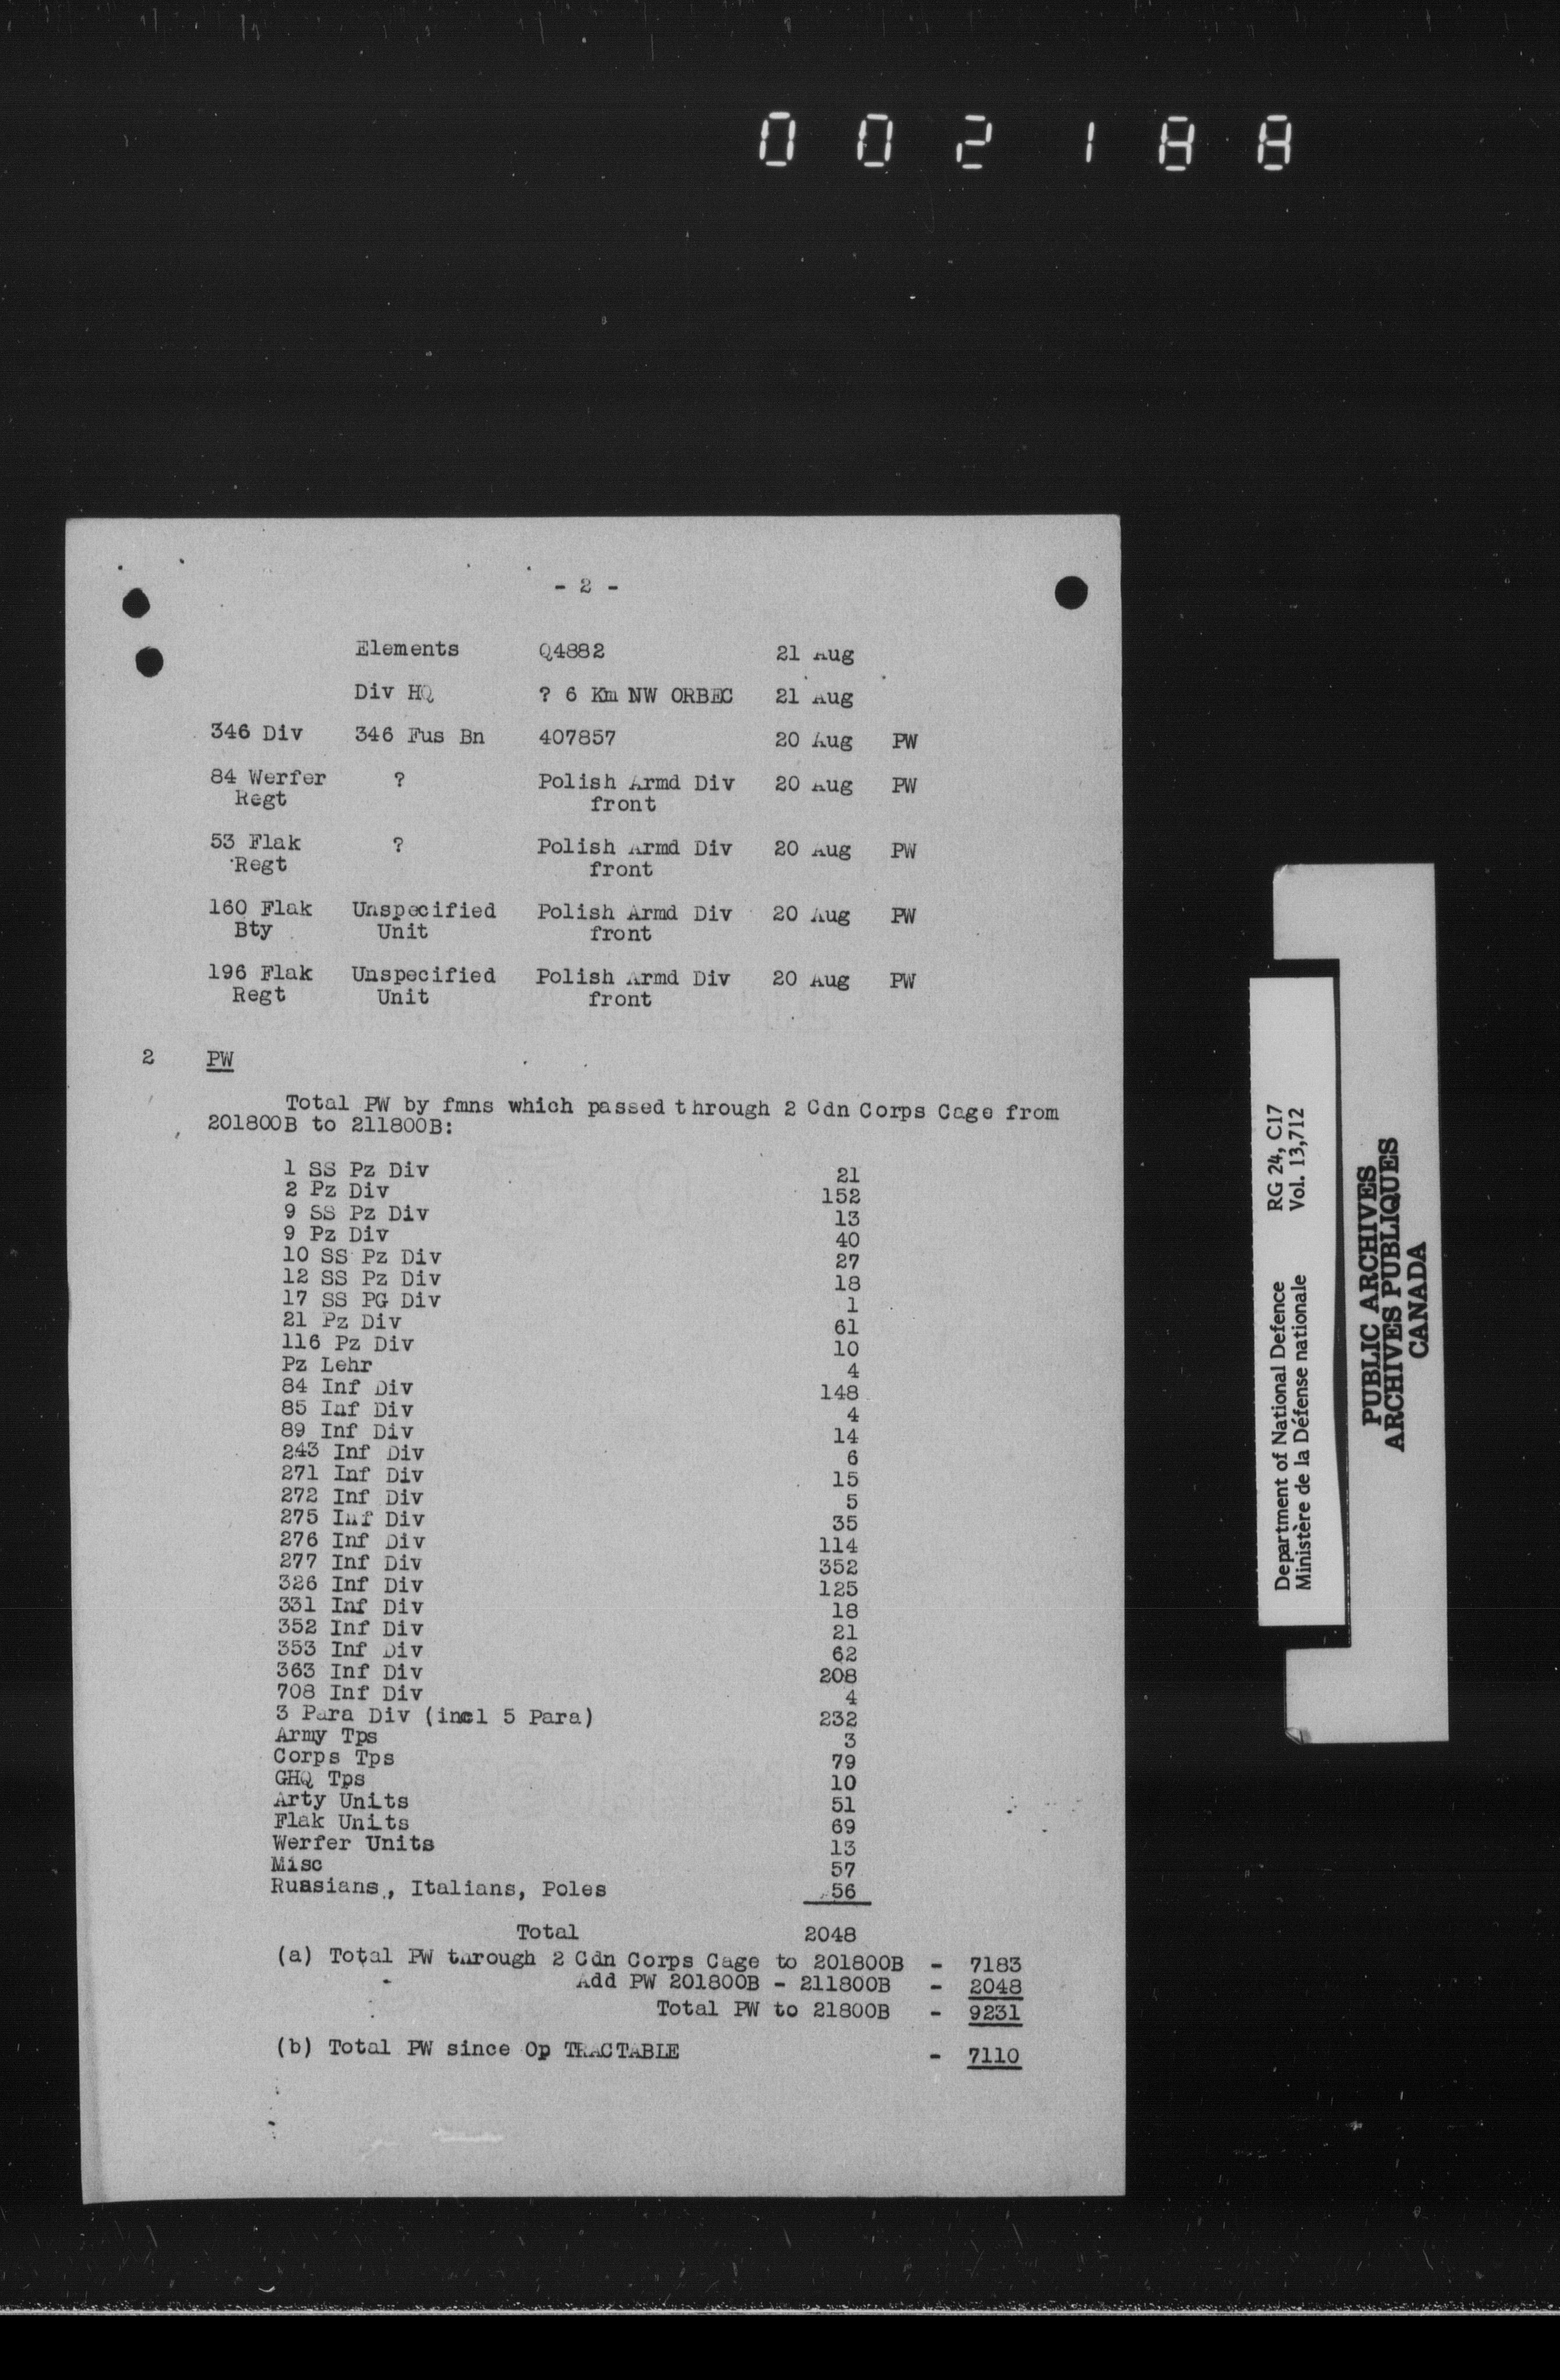 002188
- 2 -
Elements Q4882 21 Aug
Div HQ ? 6 Km NW ORBEC 21 Aug
346 Div 346 Fus Bn 407857 20 Aug PW
84 Werfer ? Polish Armd Div 20 Aug PW
Regt front
53 Flak ? Polish Armd Div 20 Aug PW
Regt front
160 Flak Unspecified Polish Armd Div 20 Aug PW
Bty Unit front
196 Flak Unspecified Polish Armd Div 20 Aug PW
Regt Unit front
2 PW
Total PW by fmns which passed through 2 Cdn Corps Cage from
201800B to 211800B:
1 SS Pz Div 21
2 Pz Div 152
9 SS Pz Div 13
9 Pz Div 40
10 SS Pz Div 27
12 SS Pz Div 18
17 SS PG Div 1
21 Pz Div 61
116 Pz Div 10
Pz Lehr 4
84 Inf Div 148
85 Inf Div 4
89 Inf Div 14
243 Inf Div 6
271 Inf Div 15
272 Inf Div 5
275 Inf Div 35
276 Inf Div 114
277 Inf Div 352
326 Inf Div 125
331 Inf Div 18
352 Inf Div 21
353 Inf Div 62
363 Inf Div 208
708 Inf Div 4
3 Para Div (incl 5 Para) 232
Army Tps 3
Corps Tps 79
GHQ Tps 10
Arty Units 51
Flak Units 69
Werfer Units 13
Misc 57
Russians, Italians, Poles 56
Total 2048
(a) Total PW through 2 Cdn Corps Cage to 201800B - 7183
Add PW 201800B - 211800B - 2048
Total PW to 21800B - 9231
(b) Total PW since Op TRACTABLE - 7110
Department of National Defence RG 24, C17
Ministère de la Défense nationale Vol. 13,712
PUBLIC ARCHIVES
ARCHIVES PUBLIQUES
CANADA